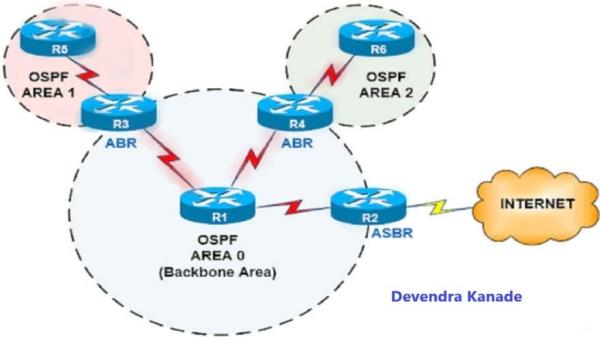 R5
OSPF
AREA 1
R3
ABR
R6
OSPF
AREA 2
R4
ABR
R1
OSPF
AREA 0
(Backbone Area)
R2
ASBR
INTERNET
Devendra Kanade